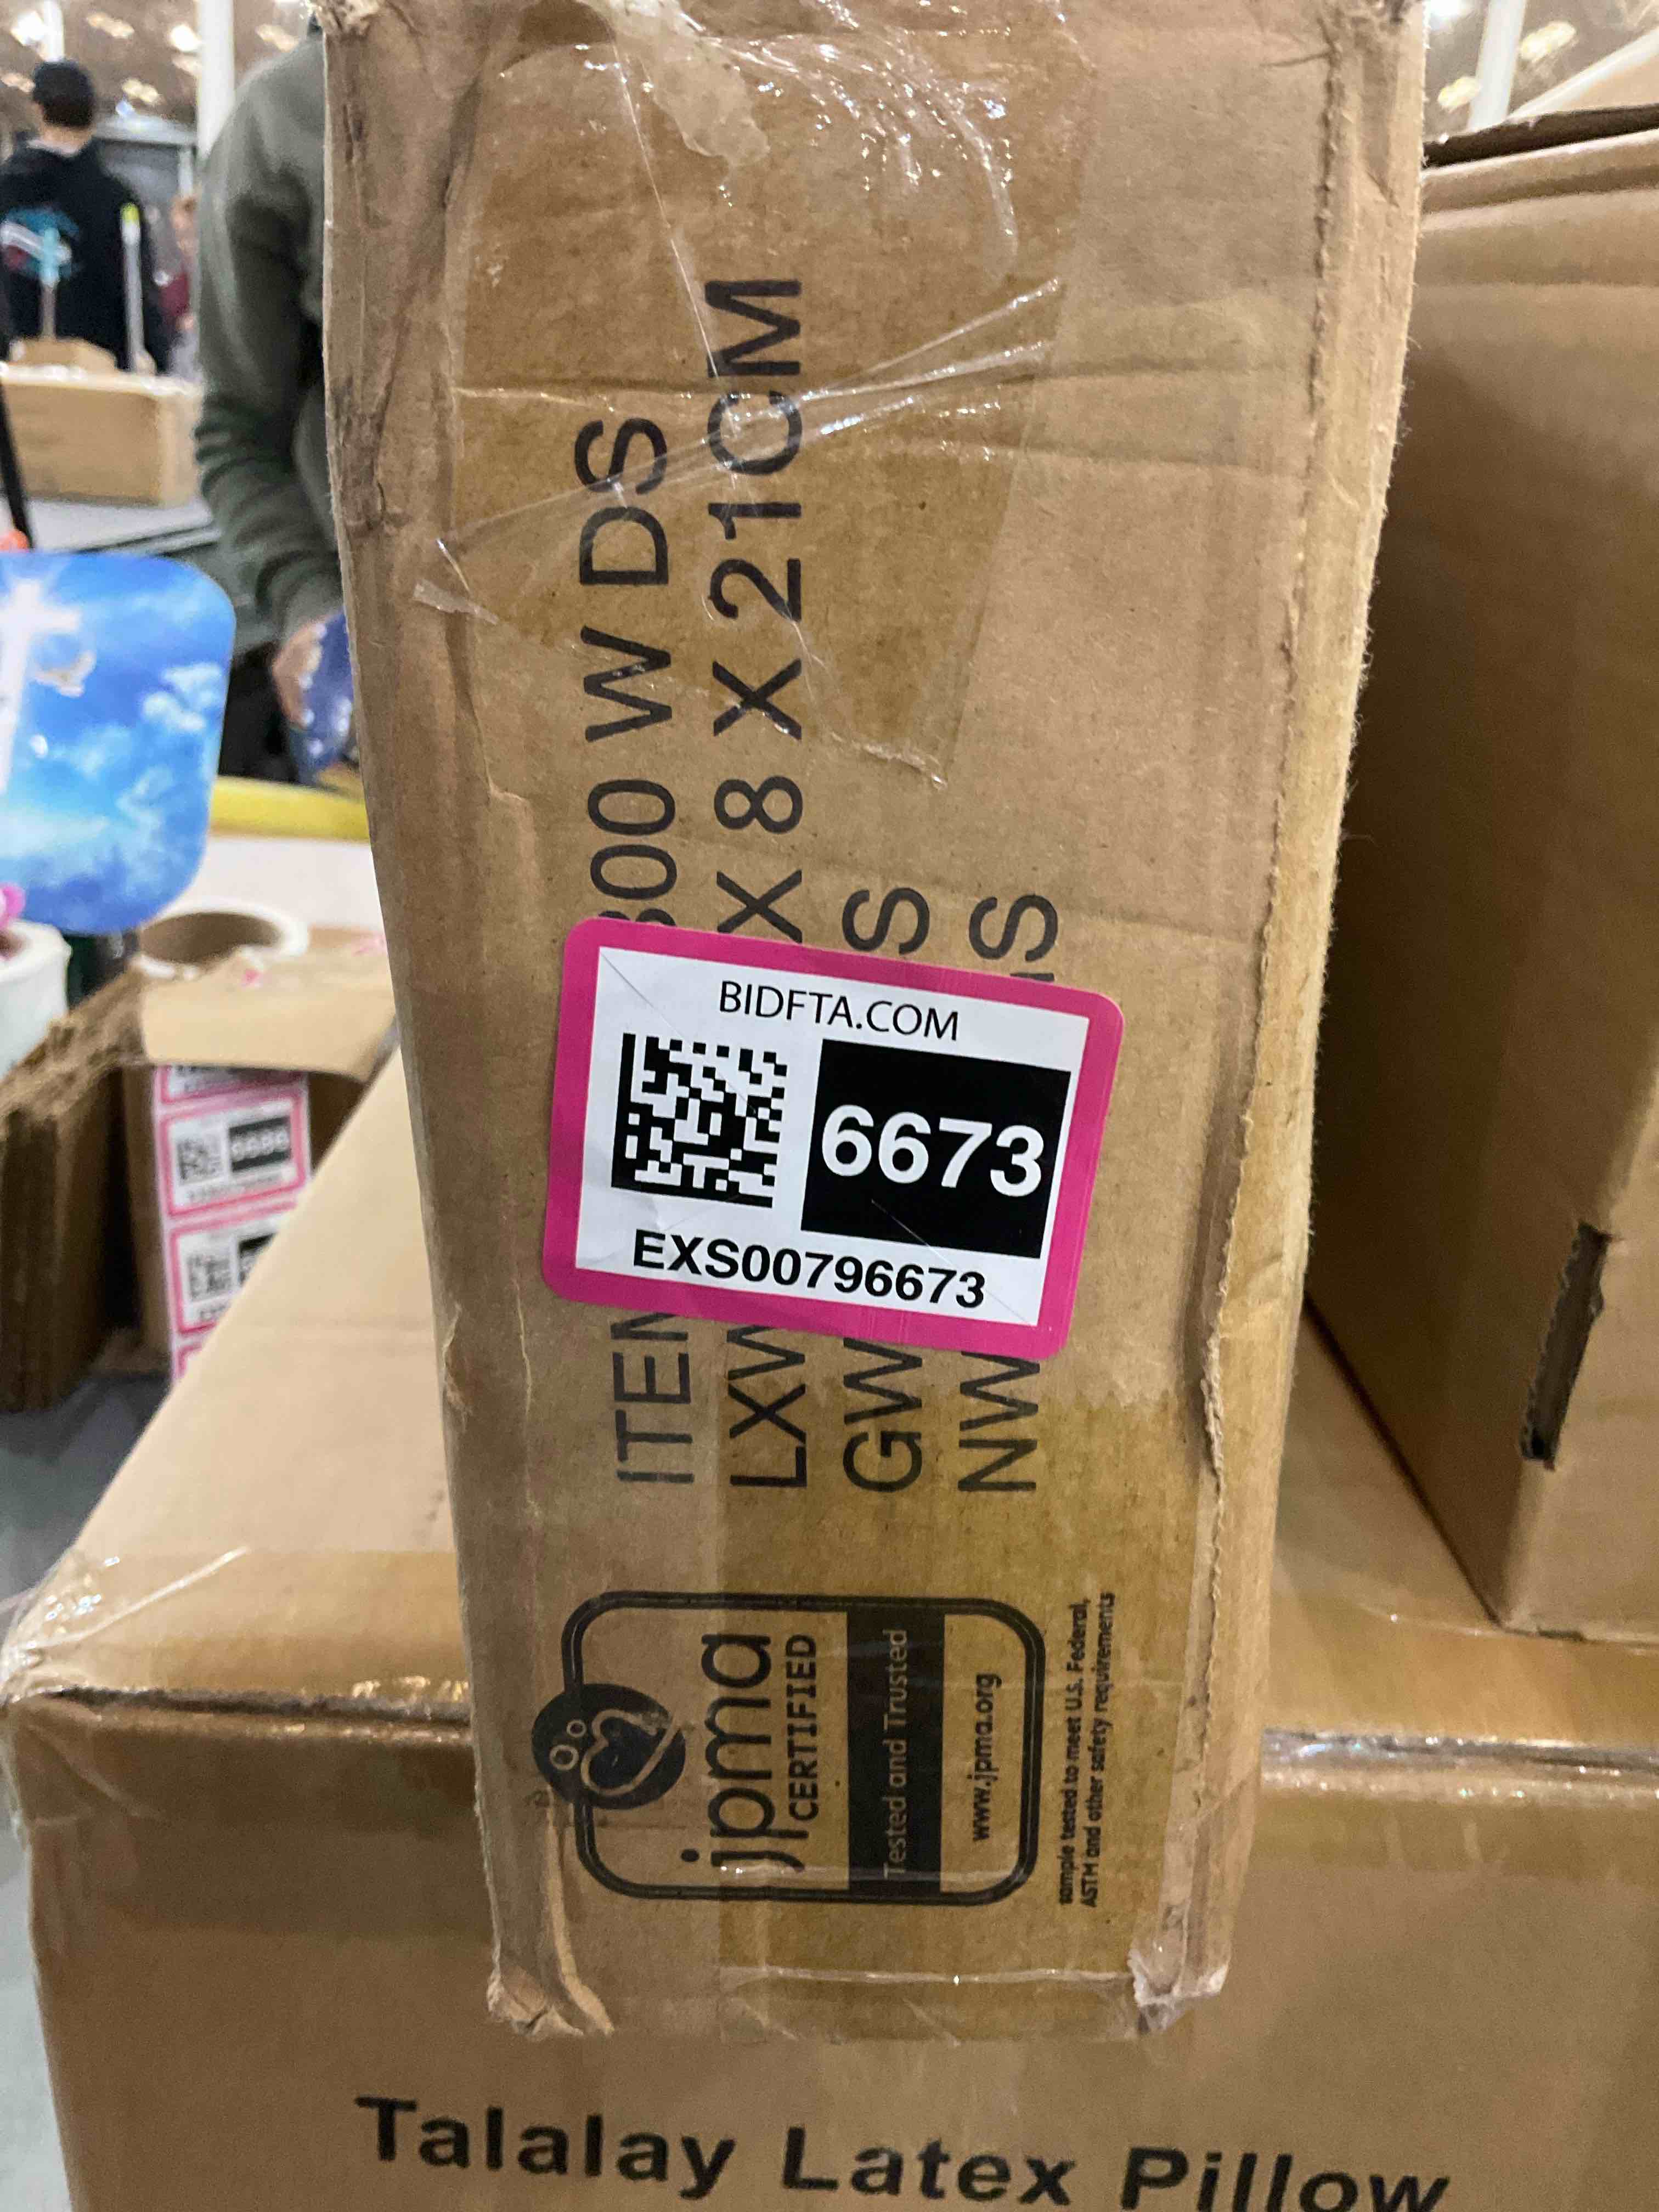 ITEM 300 W DS
LXW X 8 X 21CM
GW S
NW S
BIDFTA.COM
6673
EXS00796673
jpma
CERTIFIED
Tested and Trusted
www.jpma.org
sample tested to meet U.S. Federal,
ASTM and other safety requirements
Talalay Latex Pillow